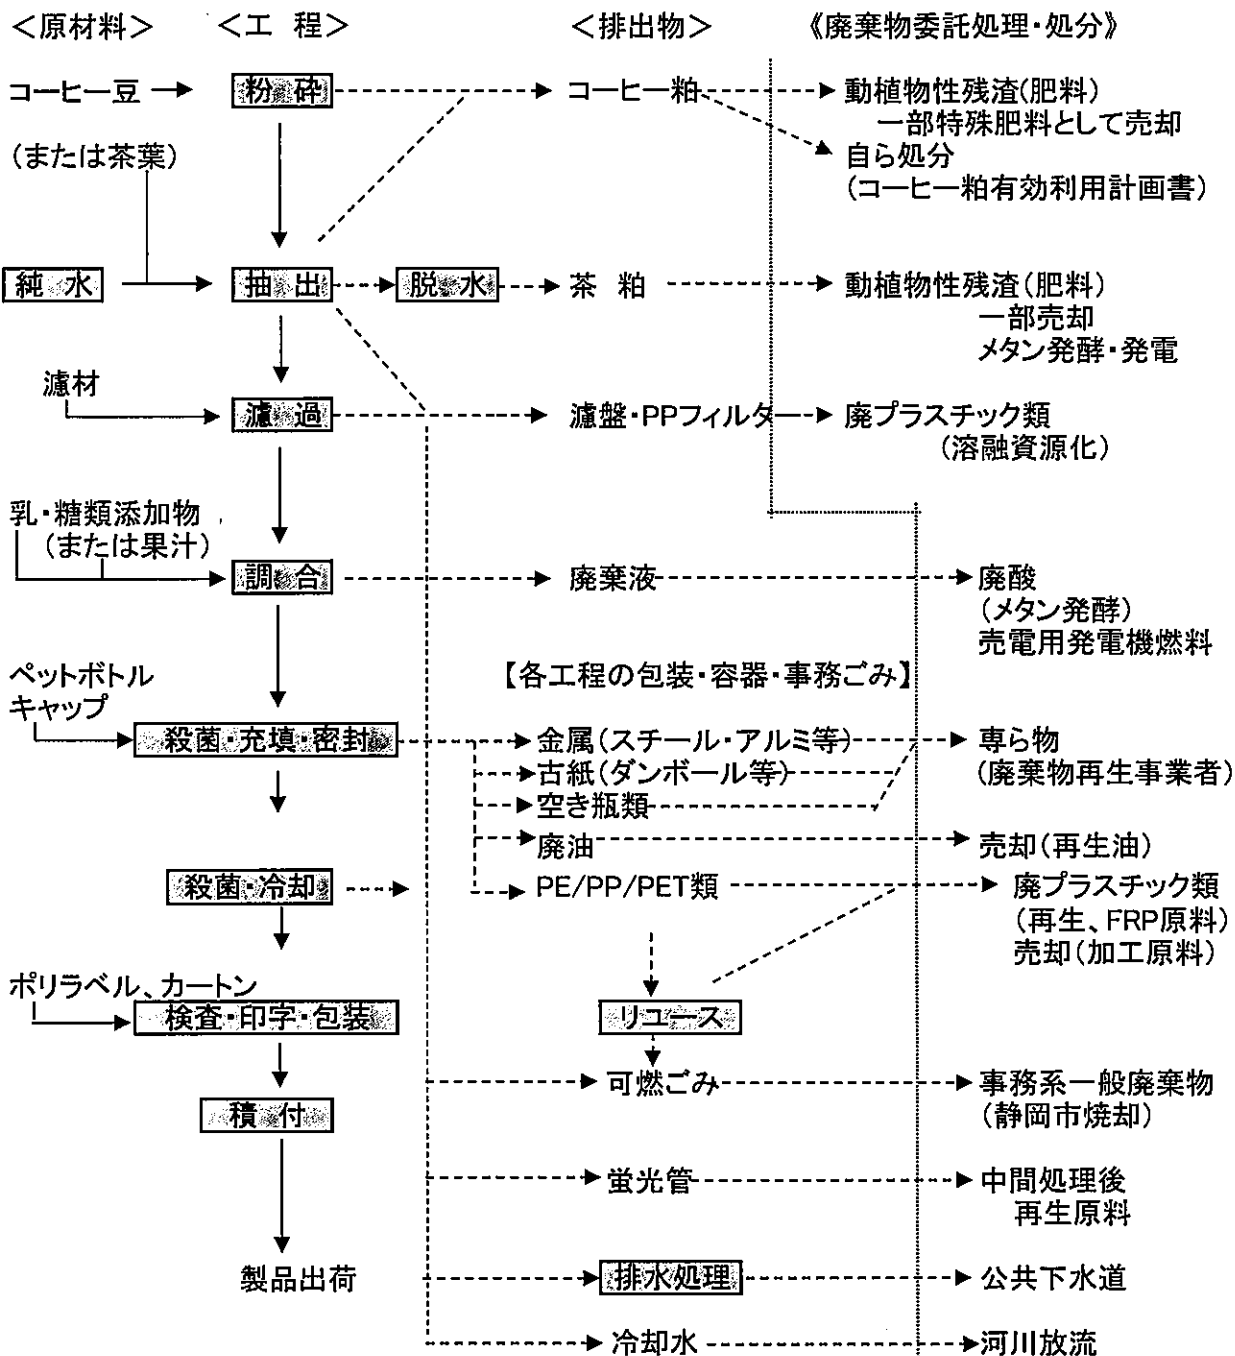 ＜原材料＞ ＜工 程＞ ＜排出物＞ 《廃棄物委託処理・処分》
コーヒー豆 粉 砕 コーヒー粕 動植物性残渣(肥料)
一部特殊肥料として売却
(または茶葉) 自ら処分
(コーヒー粕有効利用計画書)
純 水 抽 出 脱 水 茶 粕 動植物性残渣(肥料)
一部売却
メタン発酵・発電
濾材
濾 過 濾盤・PPフィルター 廃プラスチック類
(溶融資源化)
乳・糖類添加物
(または果汁)
調 合 廃棄液 廃酸
(メタン発酵)
売電用発電機燃料
ペットボトル 【各工程の包装・容器・事務ごみ】
キャップ
殺菌・充填・密封 金属(スチール・アルミ等) 専ら物
古紙(ダンボール等) (廃棄物再生事業者)
空き瓶類
廃油 売却(再生油)
殺菌・冷却 PE/PP/PET類 廃プラスチック類
(再生、FRP原料)
売却(加工原料)
ポリラベル、カートン
検査・印字・包装 リユース
可燃ごみ 事務系一般廃棄物
積 付 (静岡市焼却)
蛍光管 中間処理後
再生原料
製品出荷 排水処理 公共下水道
冷却水 河川放流